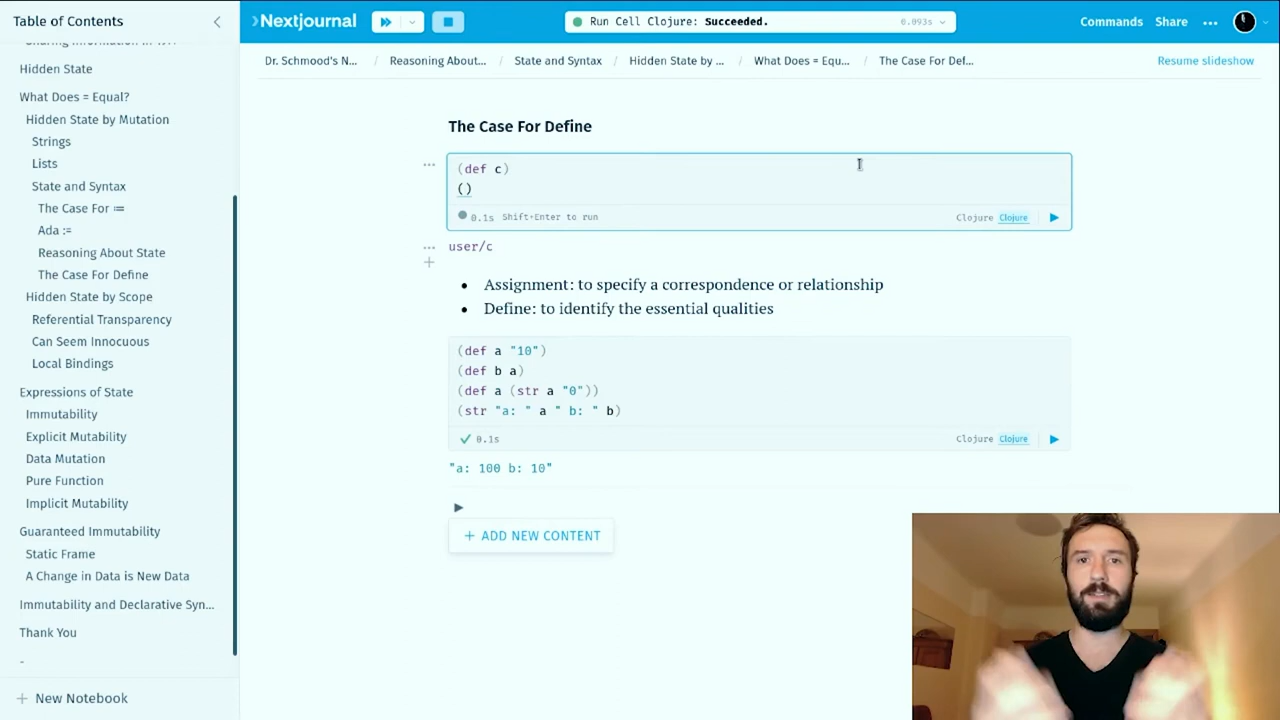 Table of Contents
Nextjournal
Run Cell Clojure: Succeeded.
0.093s
Commands
Share
Hidden State
What Does = Equal?
Hidden State by Mutation
Strings
Lists
State and Syntax
The Case For ≔
Ada :=
Reasoning About State
The Case For Define
Hidden State by Scope
Referential Transparency
Can Seem Innocuous
Local Bindings
Expressions of State
Immutability
Explicit Mutability
Data Mutation
Pure Function
Implicit Mutability
Guaranteed Immutability
Static Frame
A Change in Data is New Data
Immutability and Declarative Syn...
Thank You
-
+ New Notebook
Dr. Schmood's N... / Reasoning About... / State and Syntax / Hidden State by ... / What Does = Equ... / The Case For Def...
Resume slideshow
The Case For Define
(def c)
()
0.1s Shift+Enter to run
Clojure Clojure
user/c
• Assignment: to specify a correspondence or relationship
• Define: to identify the essential qualities
(def a "10")
(def b a)
(def a (str a "0"))
(str "a: " a " b: " b)
0.1s
Clojure Clojure
"a: 100 b: 10"
+ ADD NEW CONTENT